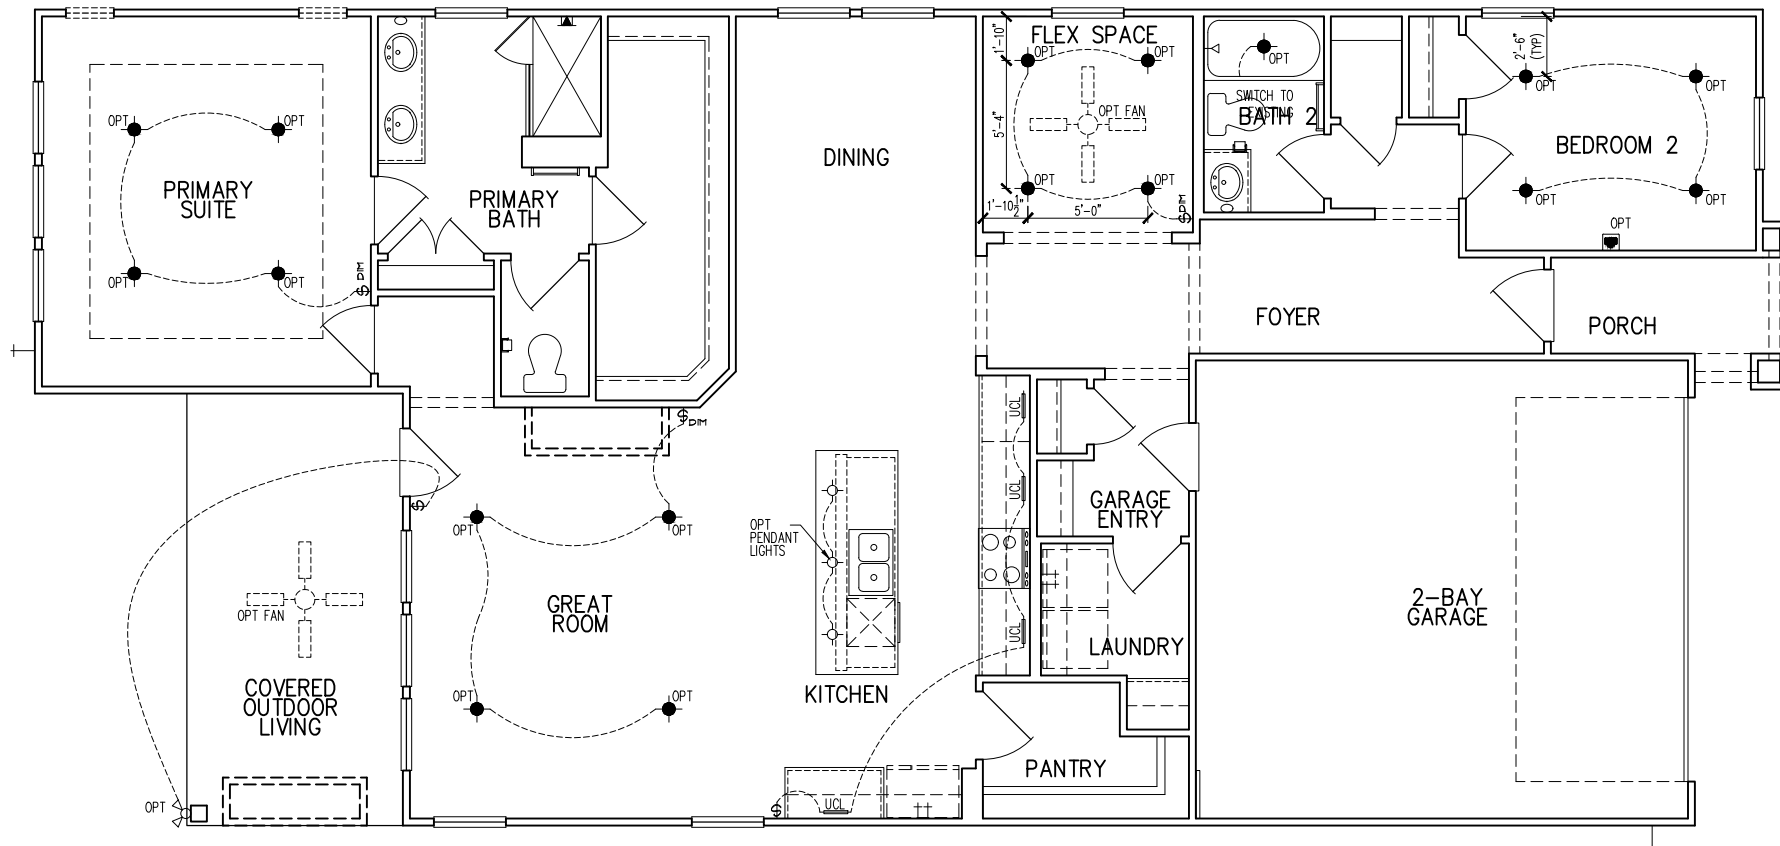 FLEX SPACE
1'-10"
OPT
OPT
OPT
2'-6"
(TYP)
OPT
OPT
SWITCH TO
EXISTING
BATH 2
OPT FAN
5'-4"
OPT
OPT
BEDROOM 2
DINING
OPT
OPT
1'-10½"
5'-0"
DIM
OPT
OPT
OPT
PRIMARY
SUITE
PRIMARY
BATH
OPT
OPT
DIM
FOYER
PORCH
DIM
UCL
UCL
UCL
GARAGE
ENTRY
OPT
OPT
OPT
PENDANT
LIGHTS
GREAT
ROOM
OPT FAN
2-BAY
GARAGE
LAUNDRY
OPT
OPT
KITCHEN
COVERED
OUTDOOR
LIVING
PANTRY
OPT
UCL